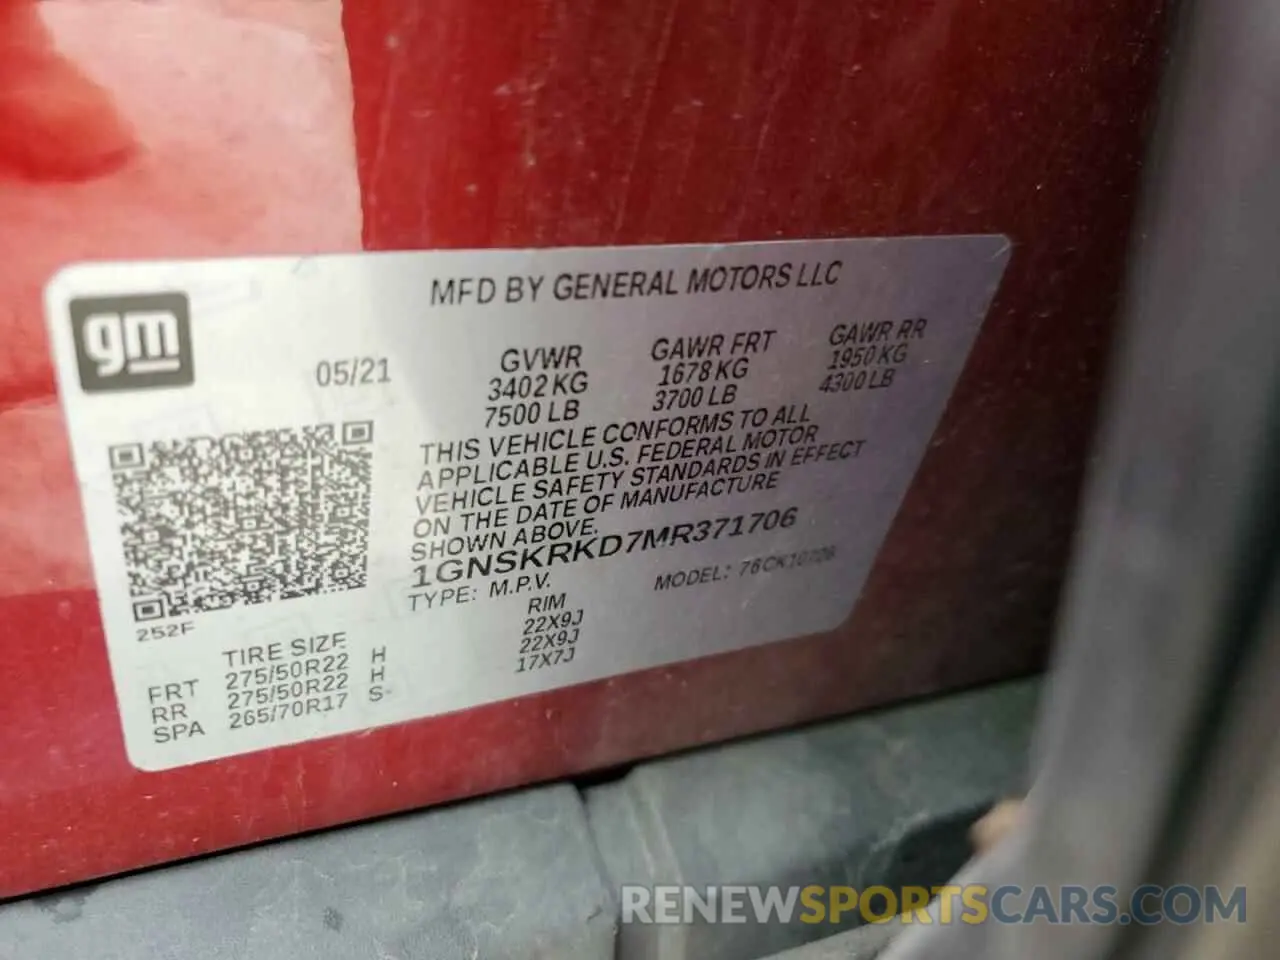 MFD BY GENERAL MOTORS LLC
gm
05/21
GVWR GAWR FRT GAWR RR
3402 KG 1678 KG 1950 KG
7500 LB 3700 LB 4300 LB
THIS VEHICLE CONFORMS TO ALL
APPLICABLE U.S. FEDERAL MOTOR
VEHICLE SAFETY STANDARDS IN EFFECT
ON THE DATE OF MANUFACTURE
SHOWN ABOVE.
1GNSKRKD7MR371706
TYPE: M.P.V. MODEL:
252F
TIRE SIZE RIM
FRT 275/50R22 H 22X9J
RR 275/50R22 H 22X9J
SPA 265/70R17 S 17X7J
RENEWSPORTSCARS.COM